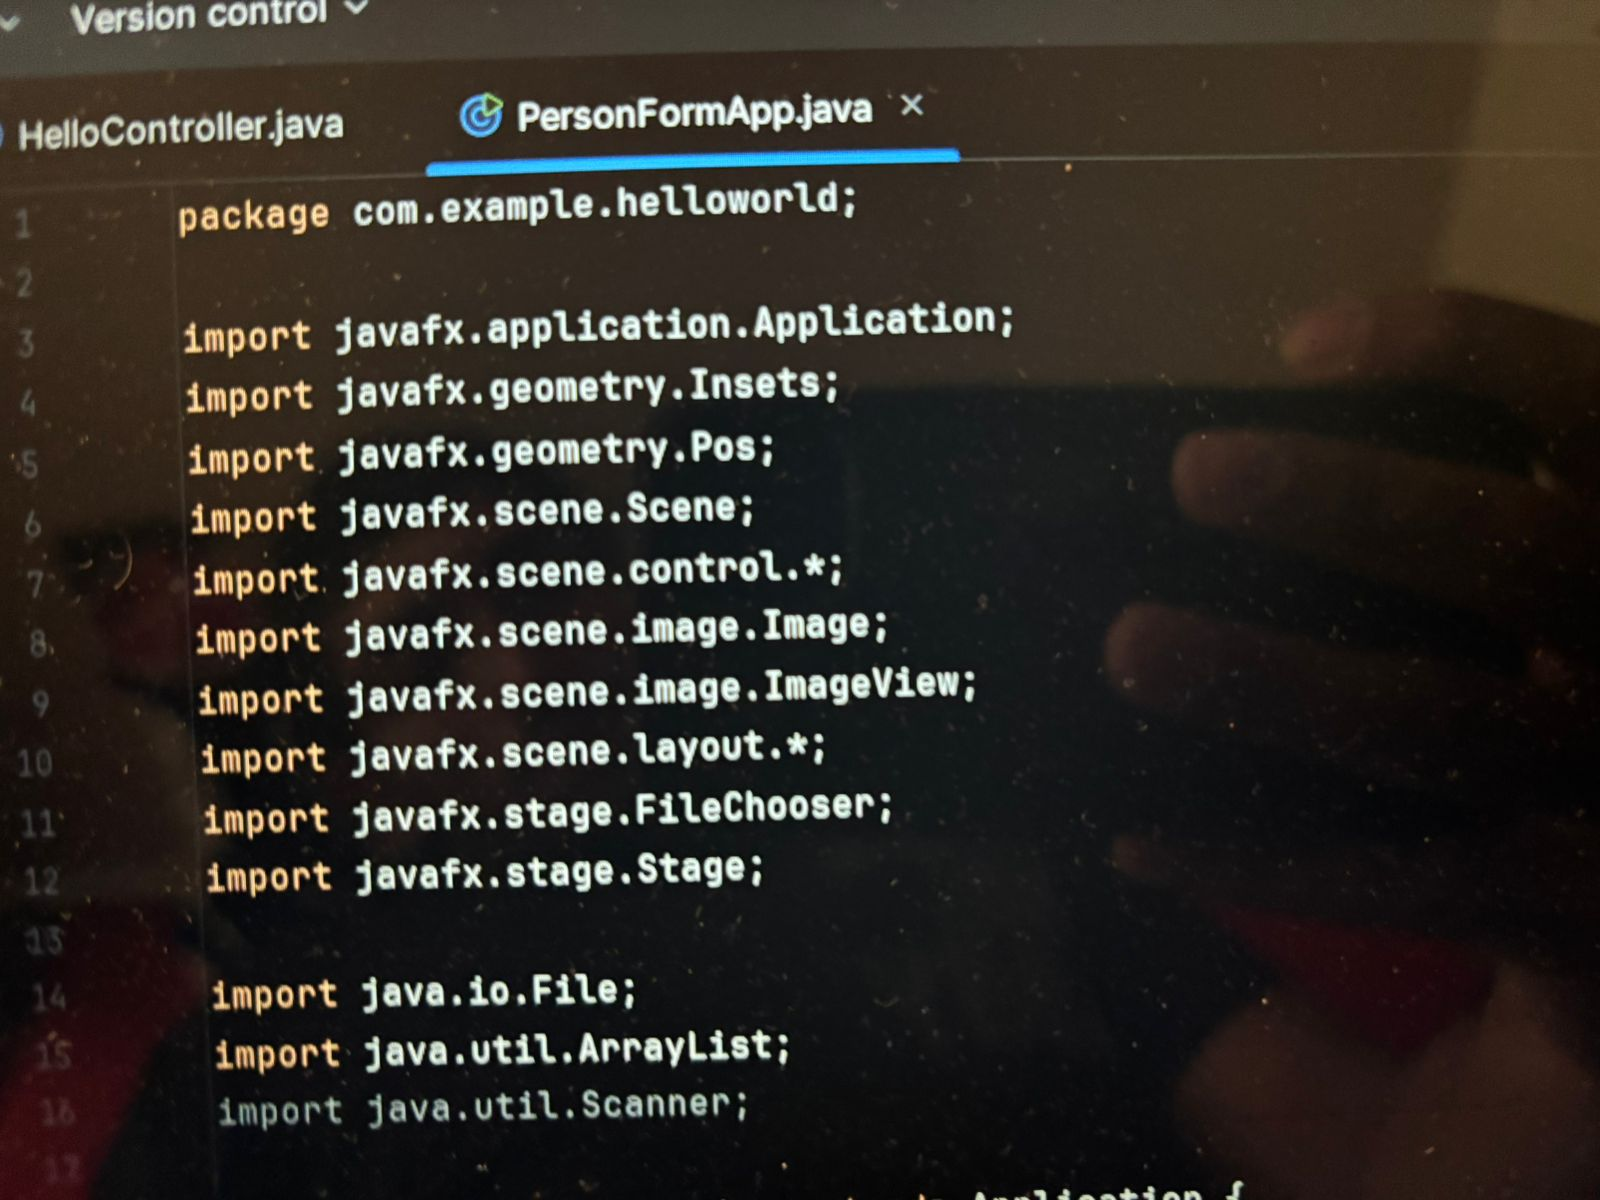 Version control
HelloController.java
PersonFormApp.java
1 package com.example.helloworld;
2
3 import javafx.application.Application;
4 import javafx.geometry.Insets;
5 import javafx.geometry.Pos;
6 import javafx.scene.Scene;
7 import javafx.scene.control.*;
8 import javafx.scene.image.Image;
9 import javafx.scene.image.ImageView;
10 import javafx.scene.layout.*;
11 import javafx.stage.FileChooser;
12 import javafx.stage.Stage;
13
14 import java.io.File;
15 import java.util.ArrayList;
16 import java.util.Scanner;
17
Application {